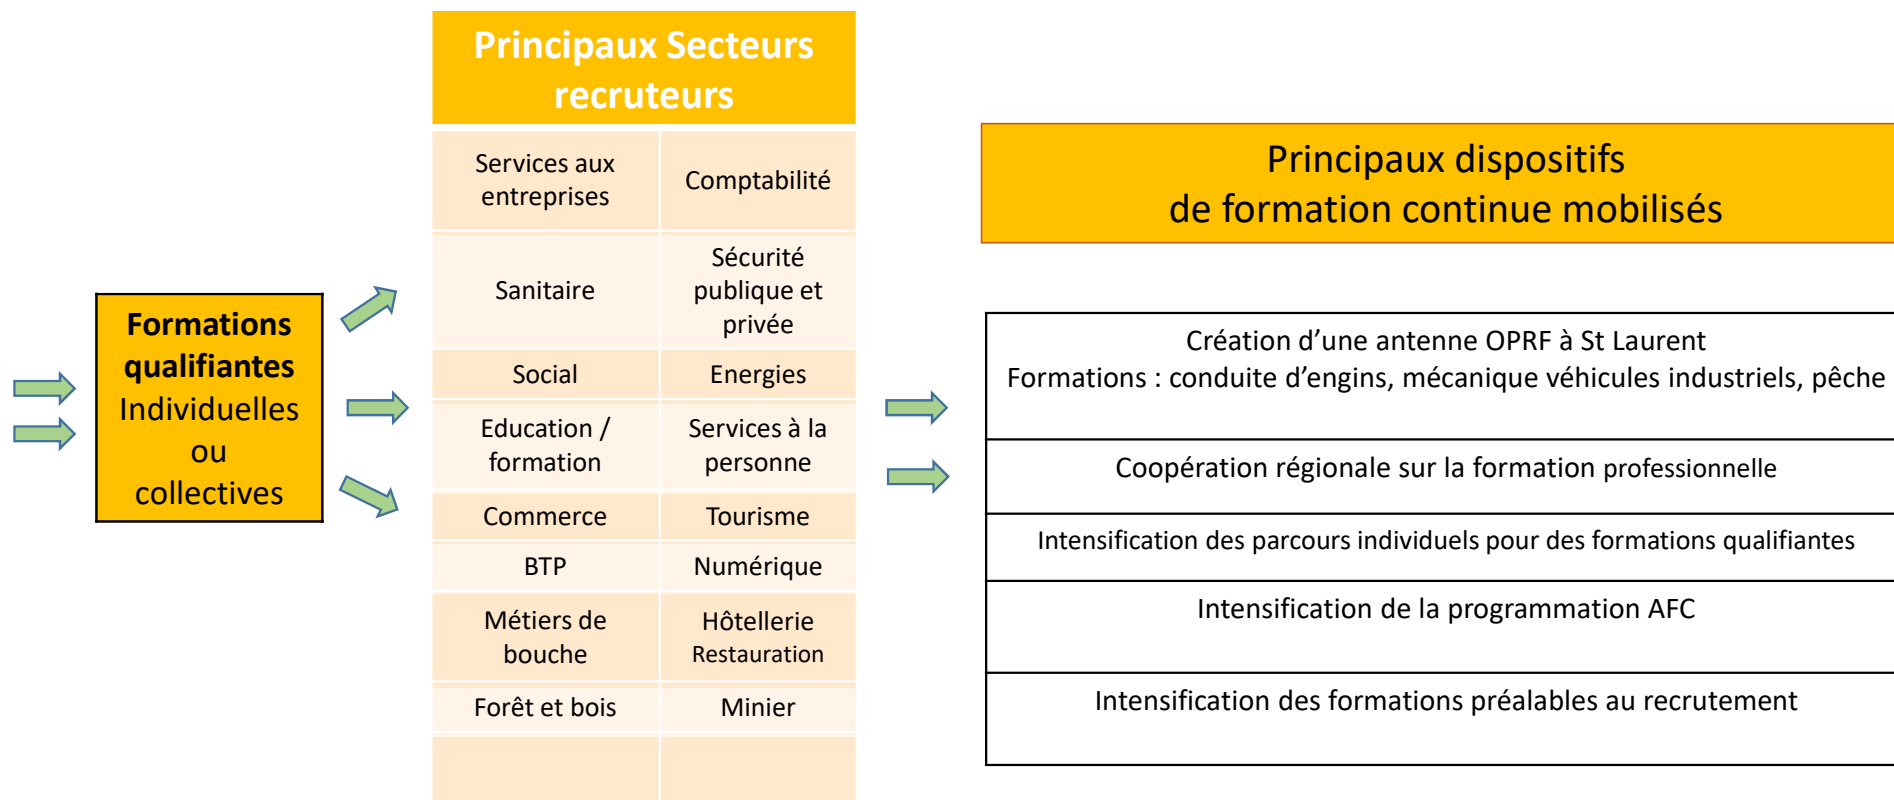 Principaux Secteurs
recruteurs
Services aux
entreprises
Comptabilité
Sanitaire
Sécurité
publique et
privée
Social
Energies
Education /
formation
Services à la
personne
Commerce
Tourisme
BTP
Numérique
Métiers de
bouche
Hôtellerie
Restauration
Forêt et bois
Minier
Formations
qualifiantes
Individuelles
ou
collectives
Principaux dispositifs
de formation continue mobilisés
Création d’une antenne OPRF à St Laurent
Formations : conduite d’engins, mécanique véhicules industriels, pêche
Coopération régionale sur la formation professionnelle
Intensification des parcours individuels pour des formations qualifiantes
Intensification de la programmation AFC
Intensification des formations préalables au recrutement